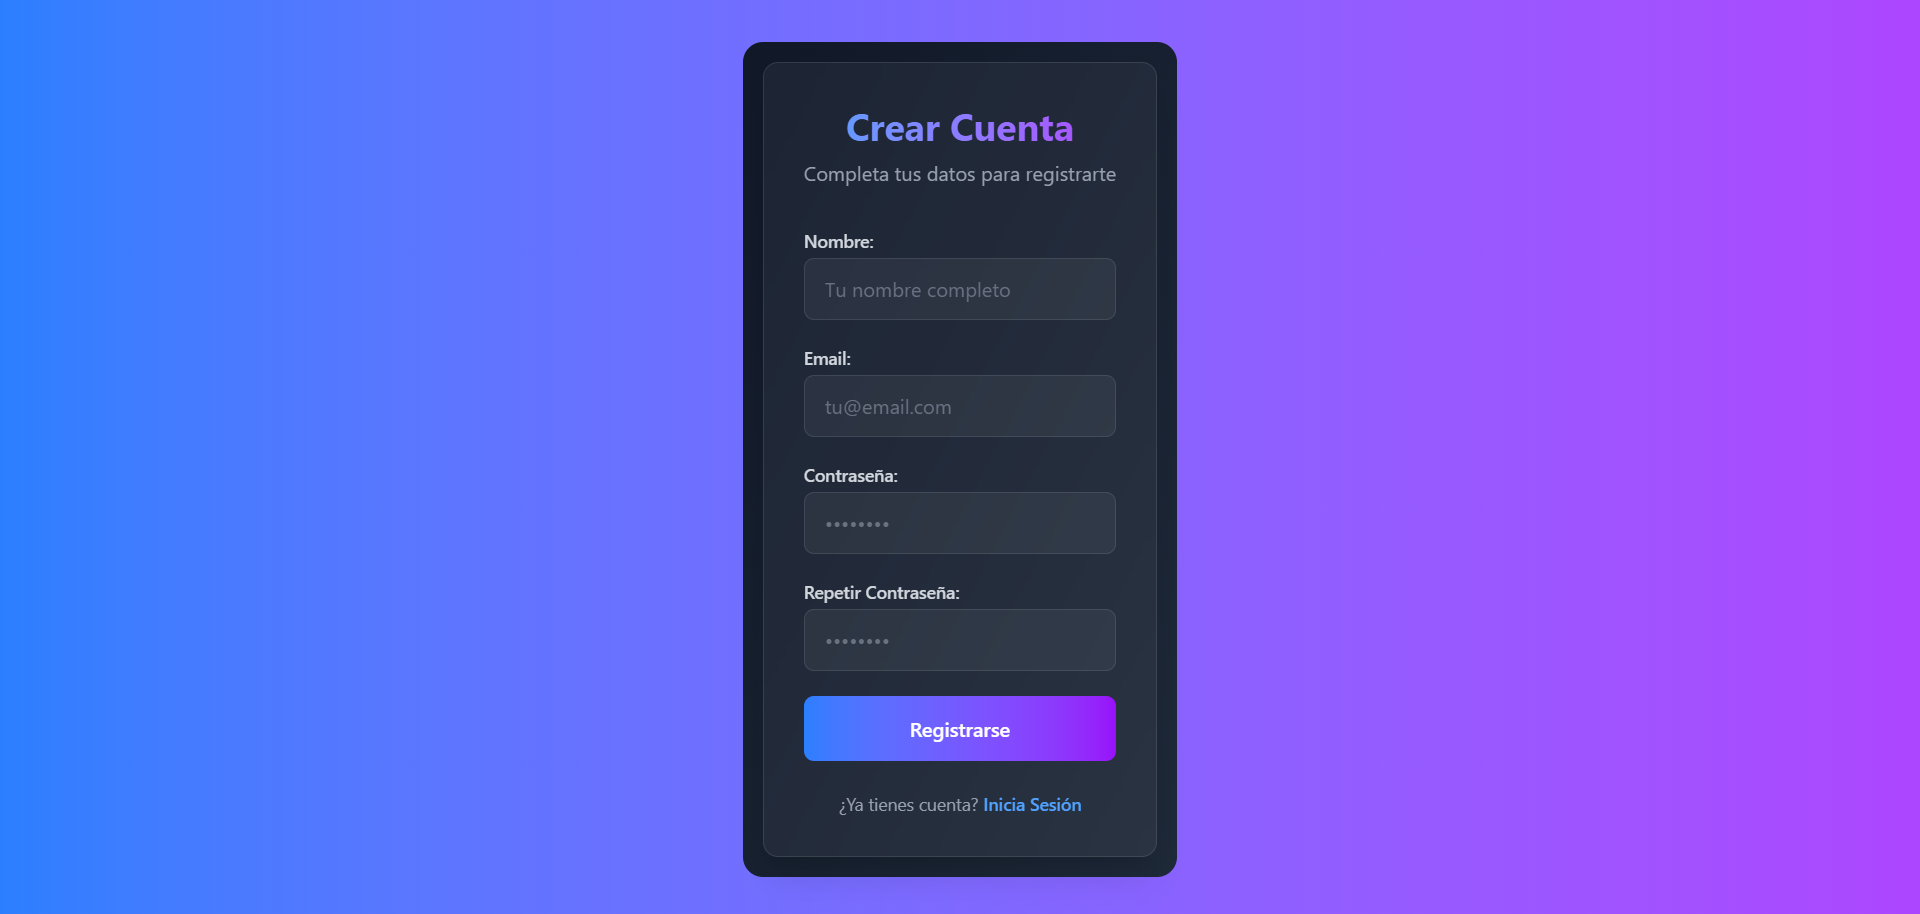 Crear Cuenta
Completa tus datos para registrarte
Nombre:
Tu nombre completo
Email:
tu@email.com
Contraseña:
••••••••
Repetir Contraseña:
••••••••
Registrarse
¿Ya tienes cuenta? Inicia Sesión